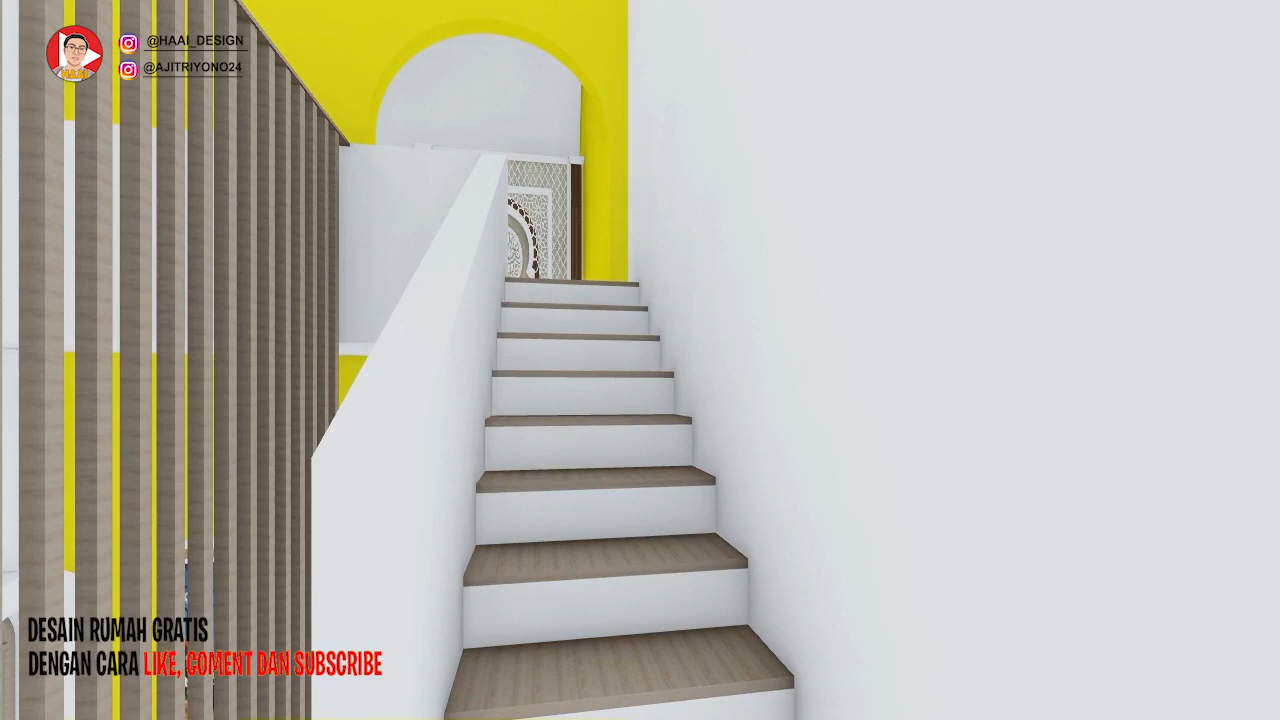 @HAAI_DESIGN
@AJITRIYONO24
HAAI
DESAIN RUMAH GRATIS
DENGAN CARA LIKE, COMENT DAN SUBSCRIBE